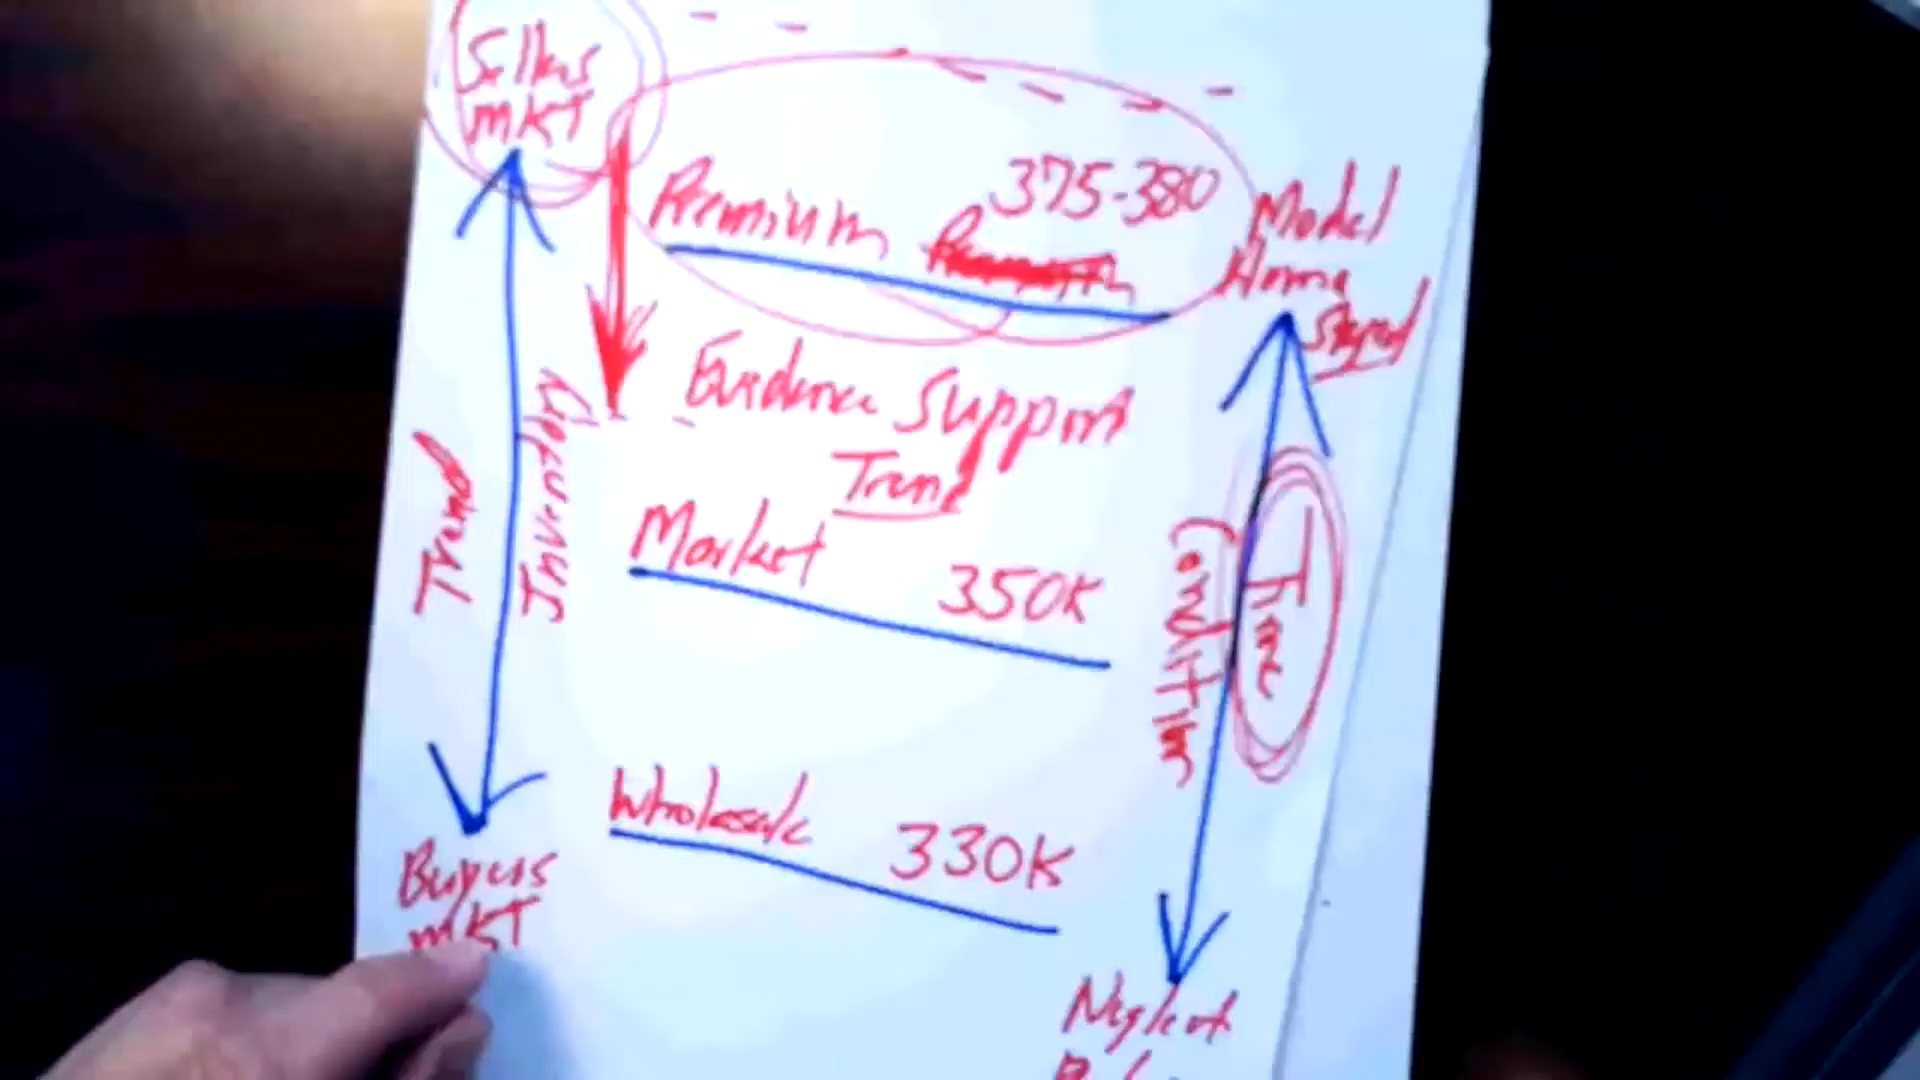 Sellers
MKT
Premium
375-380
Model
Home
Staged
Evidence Support
Trend
Trend
Inventory
Market 350K
Condition
Time
Wholesale 330K
Buyers
MKT
Neglect